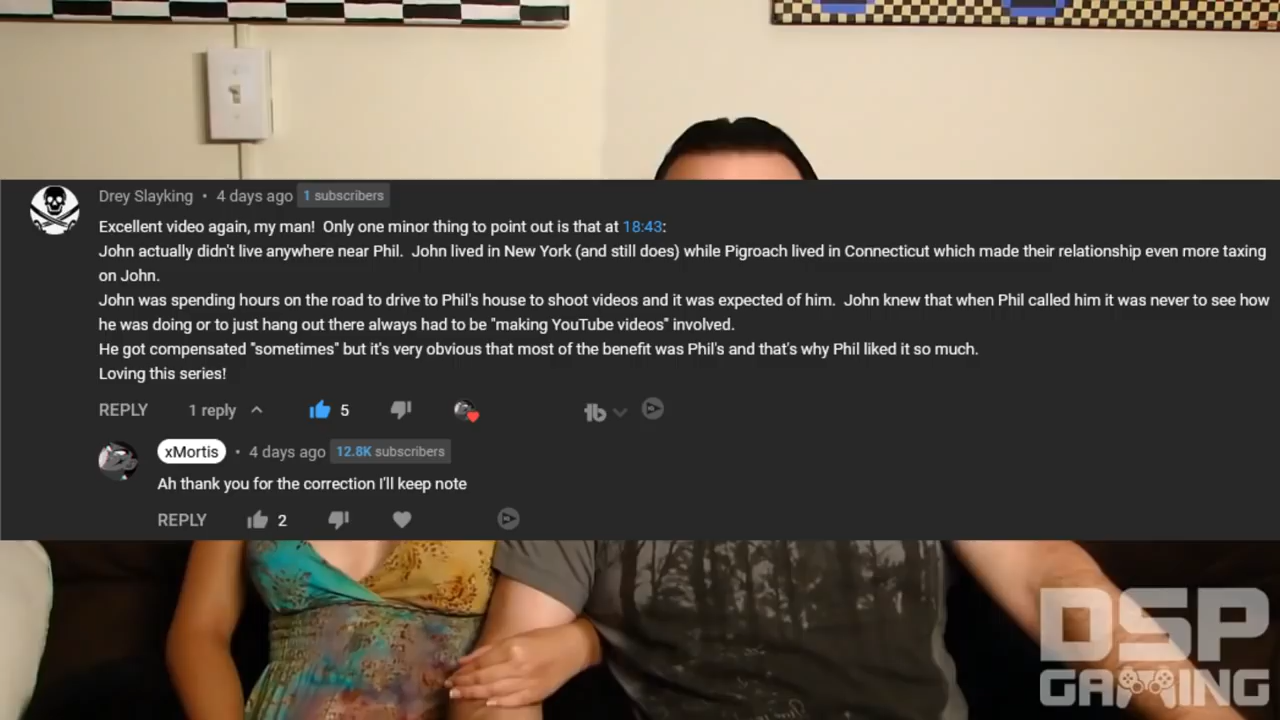 Drey Slayking • 4 days ago 1 subscribers
Excellent video again, my man! Only one minor thing to point out is that at 18:43:
John actually didn't live anywhere near Phil. John lived in New York (and still does) while Pigroach lived in Connecticut which made their relationship even more taxing
on John.
John was spending hours on the road to drive to Phil's house to shoot videos and it was expected of him. John knew that when Phil called him it was never to see how
he was doing or to just hang out there always had to be "making YouTube videos" involved.
He got compensated "sometimes" but it's very obvious that most of the benefit was Phil's and that's why Phil liked it so much.
Loving this series!
REPLY 1 reply 5
xMortis • 4 days ago 12.8K subscribers
Ah thank you for the correction I'll keep note
REPLY 2
DSP
GAMING